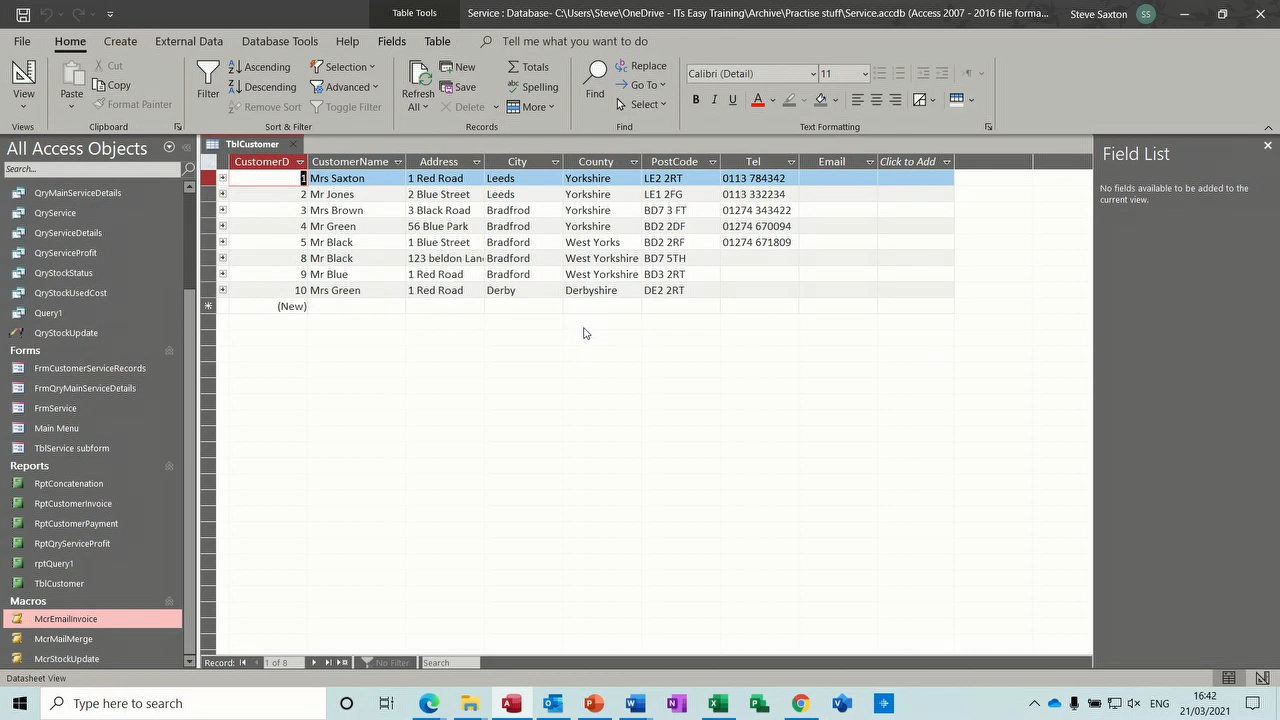 Table Tools
Service : Database- C:\Users\Steve\OneDrive - ITs Easy Training\Archive\Practise stuff\Service.accdb (Access 2007 - 2016 file forma...
Steve Saxton
SS
File Home Create External Data Database Tools Help Fields Table Tell me what you want to do
View
Views
Paste
Cut
Copy
Format Painter
Clipboard
Filter
Ascending
Descending
Remove Sort
Selection
Advanced
Toggle Filter
Sort & Filter
Refresh
All
New
Save
Delete
Totals
Spelling
More
Records
Find
Replace
Go To
Select
Find
Calibri (Detail) 11
B I U A
Text Formatting
All Access Objects
Search...
QryMainServiceDetails
QryService
QryServiceDetails
QryServiceProfit
QryStockStatus
QryStockUsedCost
Query1
QryStockUpdate
Forms
FrmCustomerServiceRecords
FrmQryMainServiceDetails
FrmService
Main Menu
TblService subform
Reports
RptConcatenation
RptCustomerInvoice
RptCustomerPayment
RptQryServiceProfit
rptQuery1
TblCustomer
Macros
McrEmailInvoice
McrMailMerge
McrStockUpdate
TblCustomer
CustomerD CustomerName Address City County PostCode Tel Email Click to Add
1 Mrs Saxton 1 Red Road Leeds Yorkshire LE2 2RT 0113 784342
2 Mr Jones 2 Blue Street Leeds Yorkshire LE1 2FG 0113 332234
3 Mrs Brown 3 Black Road Bradfrod Yorkshire BD7 3 FT 01274 343422
4 Mr Green 56 Blue Park Bradfrod Yorkshire BD2 2DF 01274 670094
5 Mr Black 1 Blue Street Bradford West Yorks BD2 2RF 01274 671809
8 Mr Black 123 beldon Lan Bradford West Yorkshire BD7 5TH
9 Mr Blue 1 Red Road Bradford West Yorkshire BD3 2RT
10 Mrs Green 1 Red Road Derby Derbyshire DE2 2RT
(New)
Record: 1 of 8 No Filter Search
Field List
No fields available to be added to the
current view.
Datasheet View
Type here to search
ENG
16:42
21/03/2021